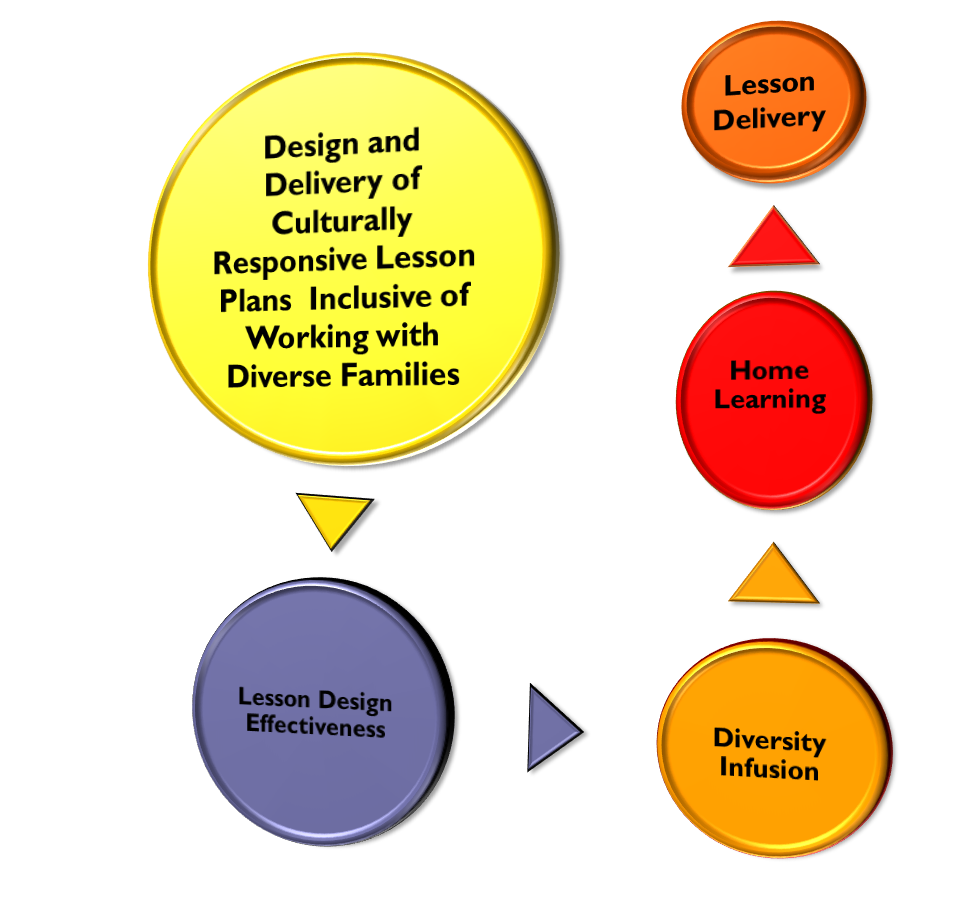 Design and
Delivery of
Culturally
Responsive Lesson
Plans  Inclusive of
Working with
Diverse Families
Lesson Design
Effectiveness
Diversity
Infusion
Home
Learning
Lesson
Delivery